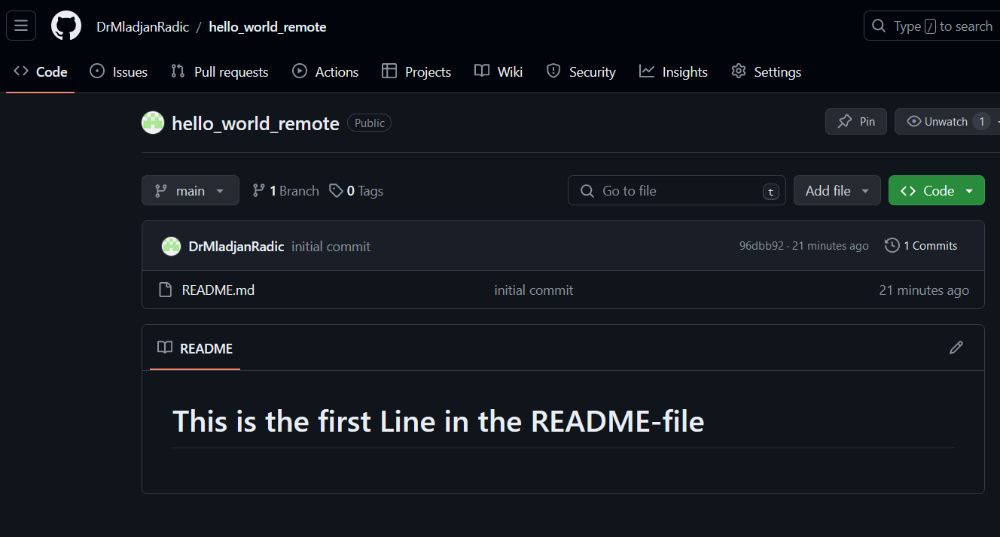 DrMladjanRadic / hello_world_remote
Type / to search
Code Issues Pull requests Actions Projects Wiki Security Insights Settings
hello_world_remote Public
Pin Unwatch 1
main 1 Branch 0 Tags
Go to file t Add file Code
DrMladjanRadic initial commit 96dbb92 · 21 minutes ago 1 Commits
README.md initial commit 21 minutes ago
README
This is the first Line in the README-file